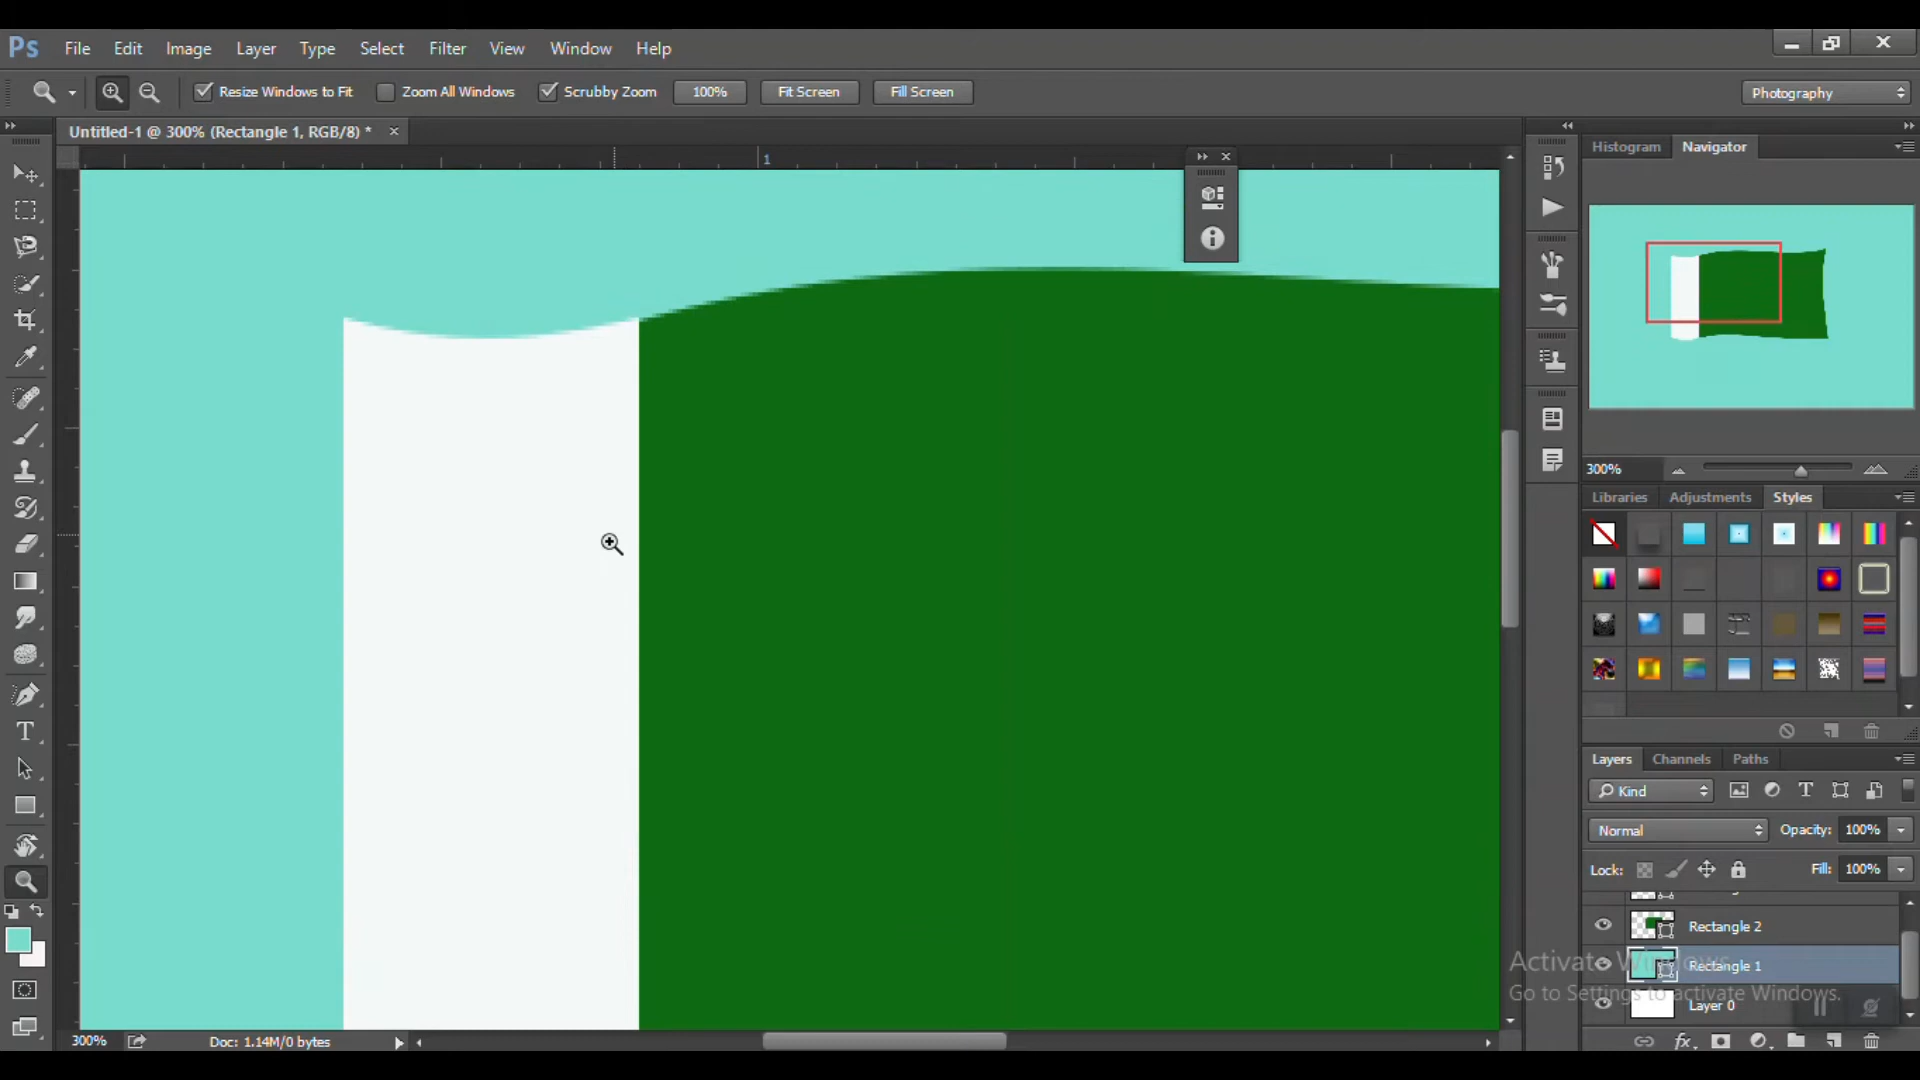 Ps File Edit Image Layer Type Select Filter View Window Help
Resize Windows to Fit Zoom All Windows Scrubby Zoom 100% Fit Screen Fill Screen Photography
Untitled-1 @ 300% (Rectangle 1, RGB/8) *
1
Histogram Navigator
300%
Libraries Adjustments Styles
Layers Channels Paths
Kind
Normal Opacity: 100%
Lock: Fill: 100%
Rectangle 2
Rectangle 1
Layer 0
Activate Windows
Go to Settings to activate Windows.
300% Doc: 1.14M/0 bytes